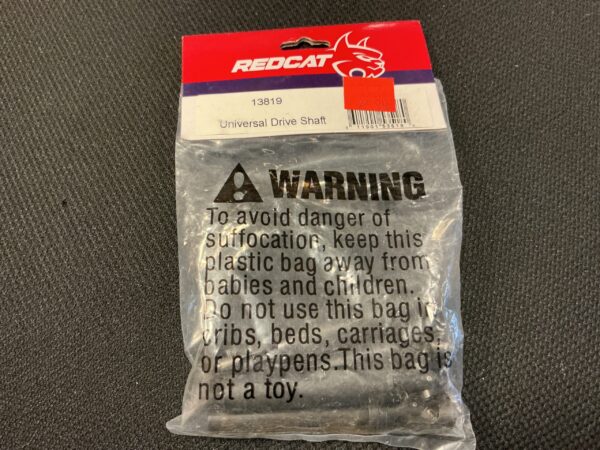 REDCAT
13819
Universal Drive Shaft
WARNING
To avoid danger of
suffocation, keep this
plastic bag away from
babies and children.
Do not use this bag in
cribs, beds, carriages,
or playpens.This bag is
not a toy.